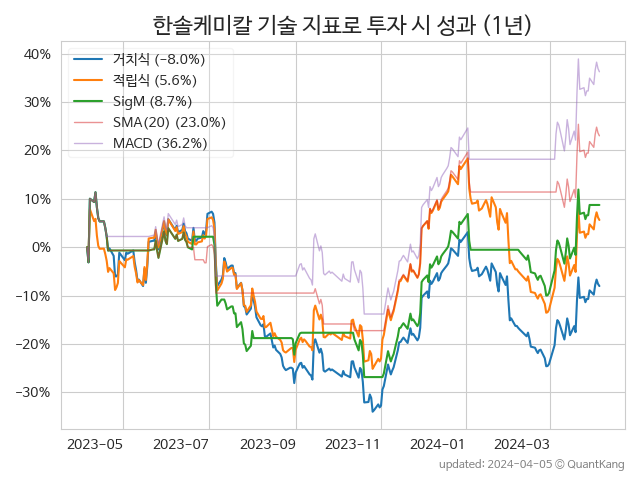 한솔케미칼 기술 지표로 투자 시 성과 (1년)
거치식 (−8.0%)
적립식 (5.6%)
SigM (8.7%)
SMA(20) (23.0%)
MACD (36.2%)
40%
30%
20%
10%
0%
−10%
−20%
−30%
2023−05 2023−07 2023−09 2023−11 2024−01 2024−03
updated: 2024-04-05 © QuantKang